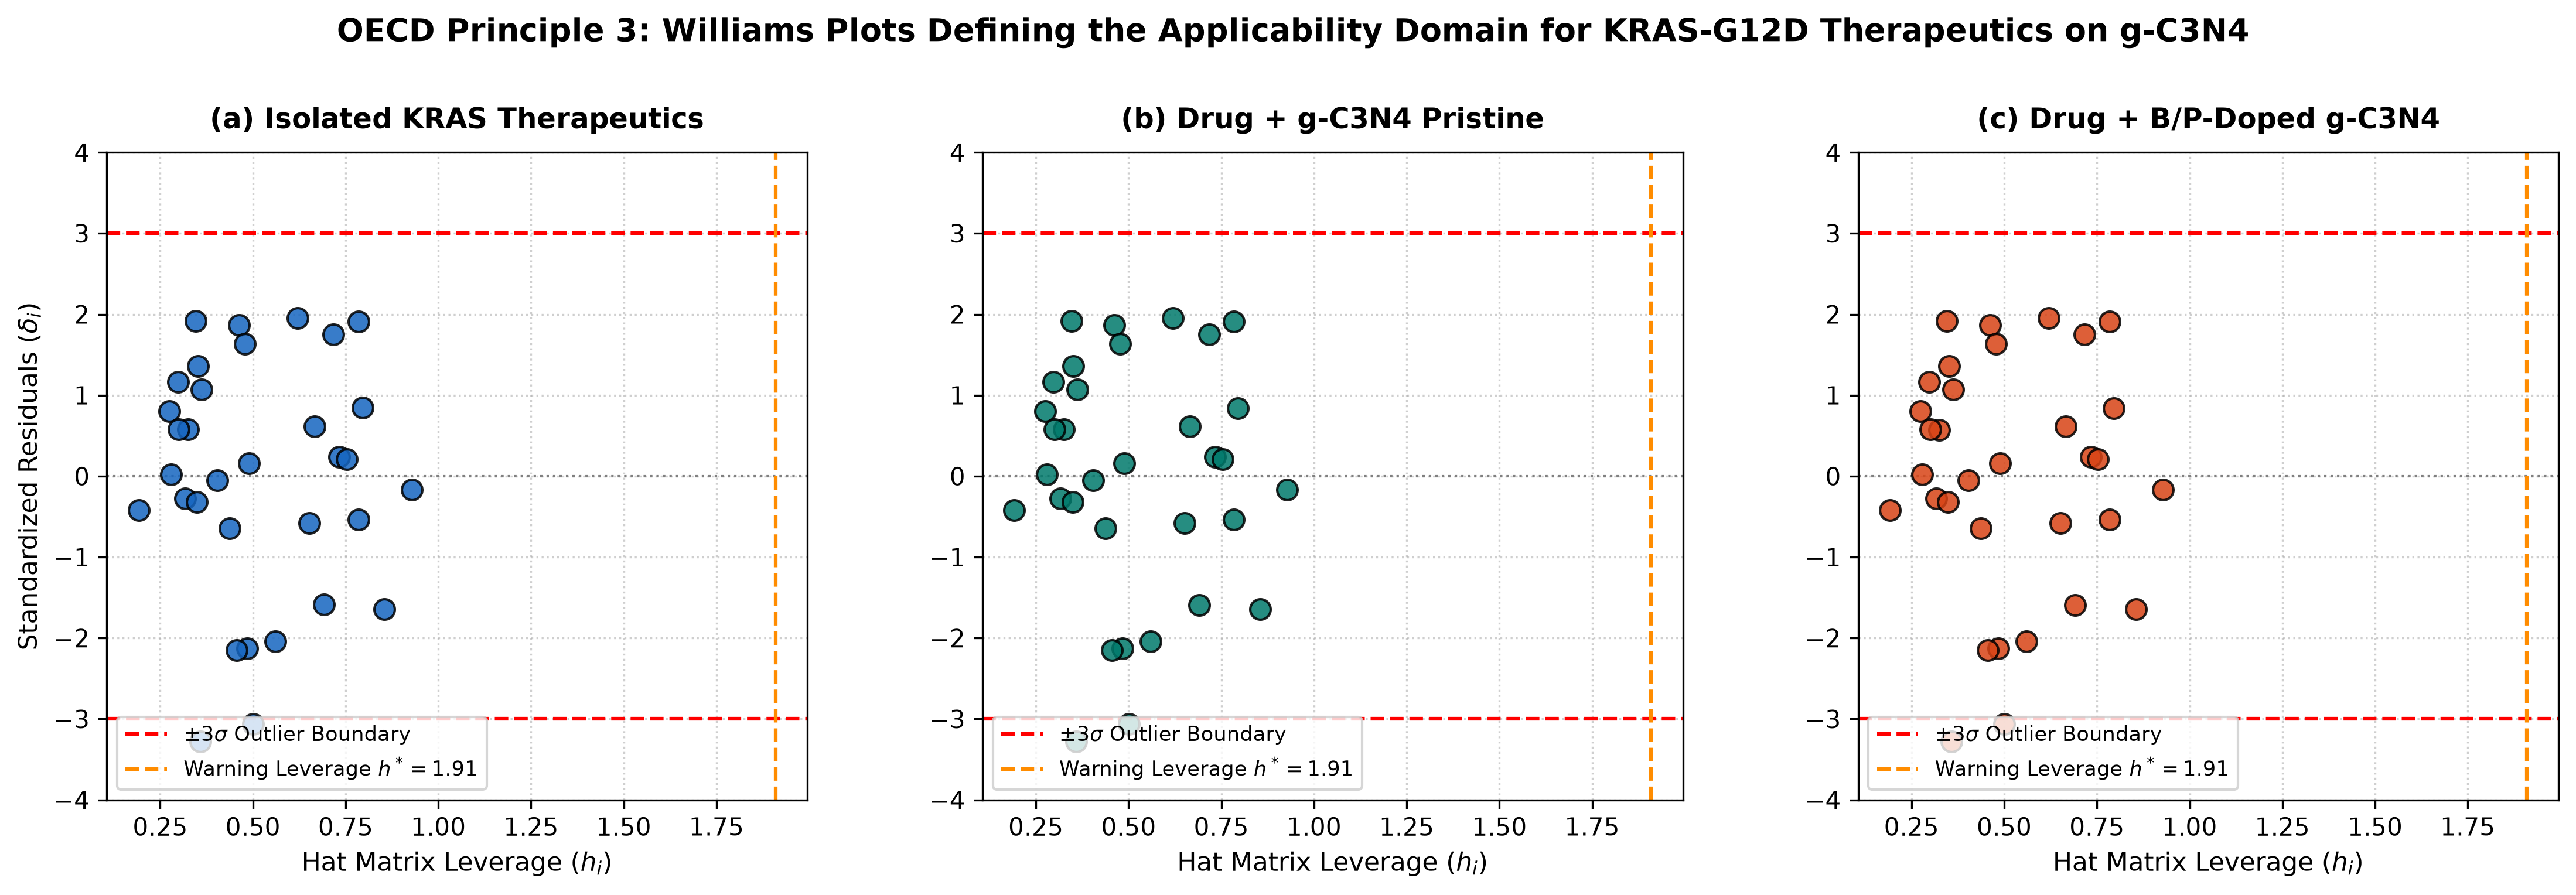 OECD Principle 3: Williams Plots Defining the Applicability Domain for KRAS-G12D Therapeutics on g-C3N4
(a) Isolated KRAS Therapeutics
4
3
2
1
0
−1
−2
−3
−4
Standardized Residuals (δi)
±3σ Outlier Boundary
Warning Leverage h* = 1.91
0.25 0.50 0.75 1.00 1.25 1.50 1.75
Hat Matrix Leverage (hi)
(b) Drug + g-C3N4 Pristine
4
3
2
1
0
−1
−2
−3
−4
±3σ Outlier Boundary
Warning Leverage h* = 1.91
0.25 0.50 0.75 1.00 1.25 1.50 1.75
Hat Matrix Leverage (hi)
(c) Drug + B/P-Doped g-C3N4
4
3
2
1
0
−1
−2
−3
−4
±3σ Outlier Boundary
Warning Leverage h* = 1.91
0.25 0.50 0.75 1.00 1.25 1.50 1.75
Hat Matrix Leverage (hi)